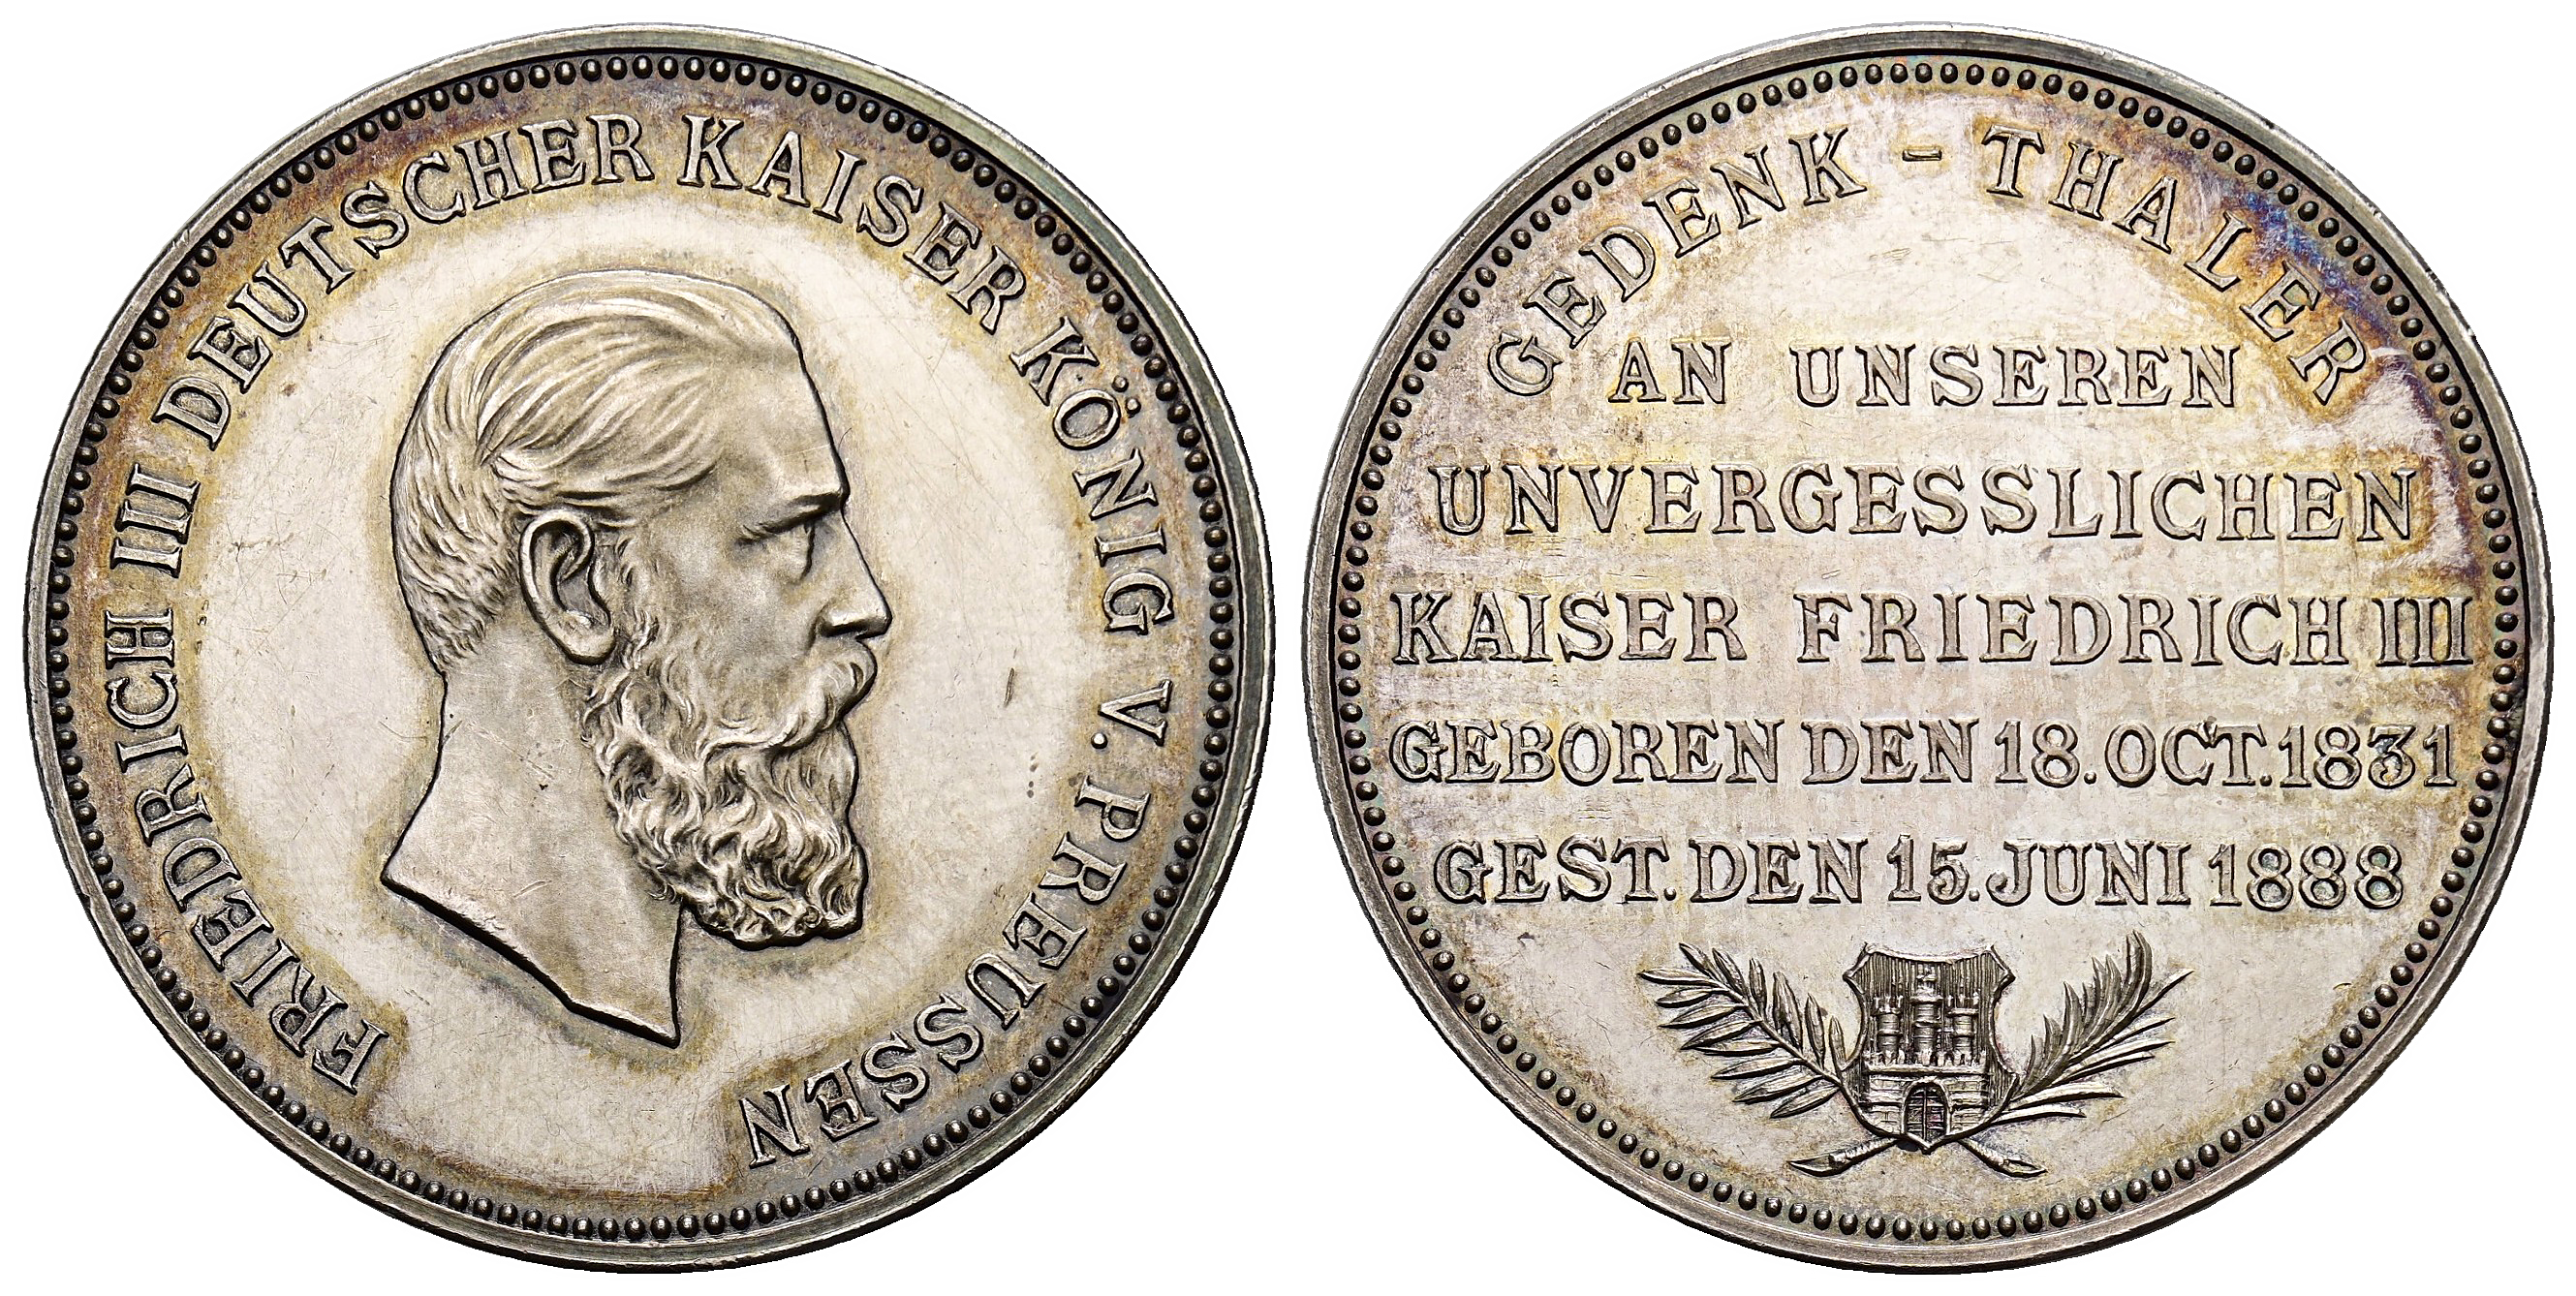 FRIEDRICH III DEUTSCHER KAISER KÖNIG V. PREUSSEN
GEDENK - THALER
AN UNSEREN
UNVERGESSLICHEN
KAISER FRIEDRICH III
GEBOREN DEN 18. OCT. 1831
GEST. DEN 15. JUNI 1888